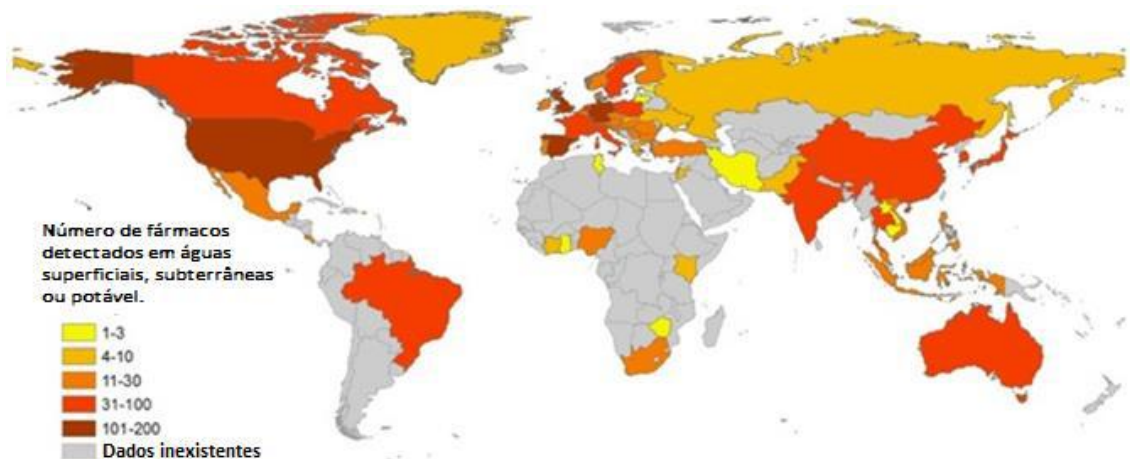 Número de fármacos
detectados em águas
superficiais, subterrâneas
ou potável.
1-3
4-10
11-30
31-100
101-200
Dados inexistentes